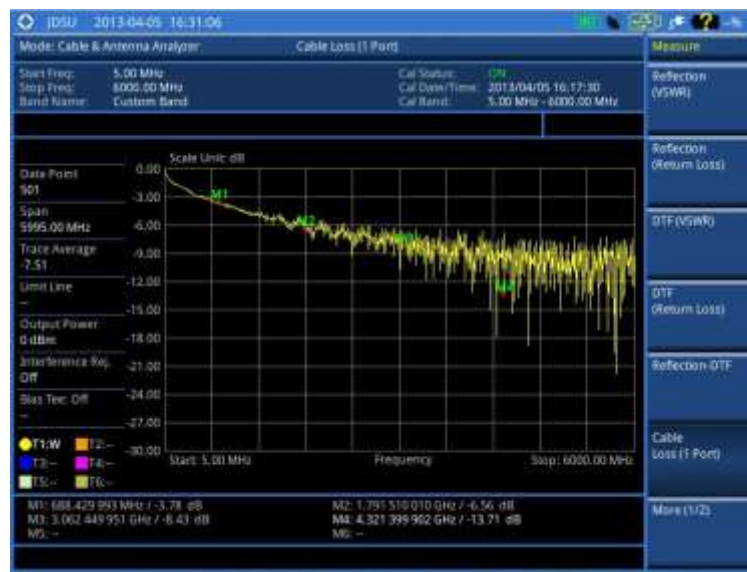 JDSU 2013-04-05 16:31:06
Mode: Cable & Antenna Analyzer Cable Loss (1 Port)
Measure
Start Freq: 5.00 MHz
Stop Freq: 6000.00 MHz
Band Name: Custom Band
Cal Status: ON
Cal Date/Time: 2013/04/05 16:17:30
Cal Band: 5.00 MHz - 6000.00 MHz
Reflection
(VSWR)
Reflection
(Return Loss)
DTF (VSWR)
DTF
(Return Loss)
Reflection-DTF
Cable
Loss (1 Port)
More (1/2)
Data Point
501
Span
5995.00 MHz
Trace Average
-7.51
Limit Line
--
Output Power
0 dBm
Interference Rej.
Off
Bias Tee: Off
--
T1:W T2:--
T3:-- T4:--
T5:-- T6:--
Scale Unit: dB
0.00
-3.00
-6.00
-9.00
-12.00
-15.00
-18.00
-21.00
-24.00
-27.00
-30.00
M1
M2
M3
M4
Start: 5.00 MHz Frequency Stop: 6000.00 MHz
M1: 688.429 993 MHz / -3.78 dB M2: 1.791 510 010 GHz / -6.56 dB
M3: 3.062 449 951 GHz / -8.43 dB M4: 4.321 399 902 GHz / -13.71 dB
M5: -- M6: --